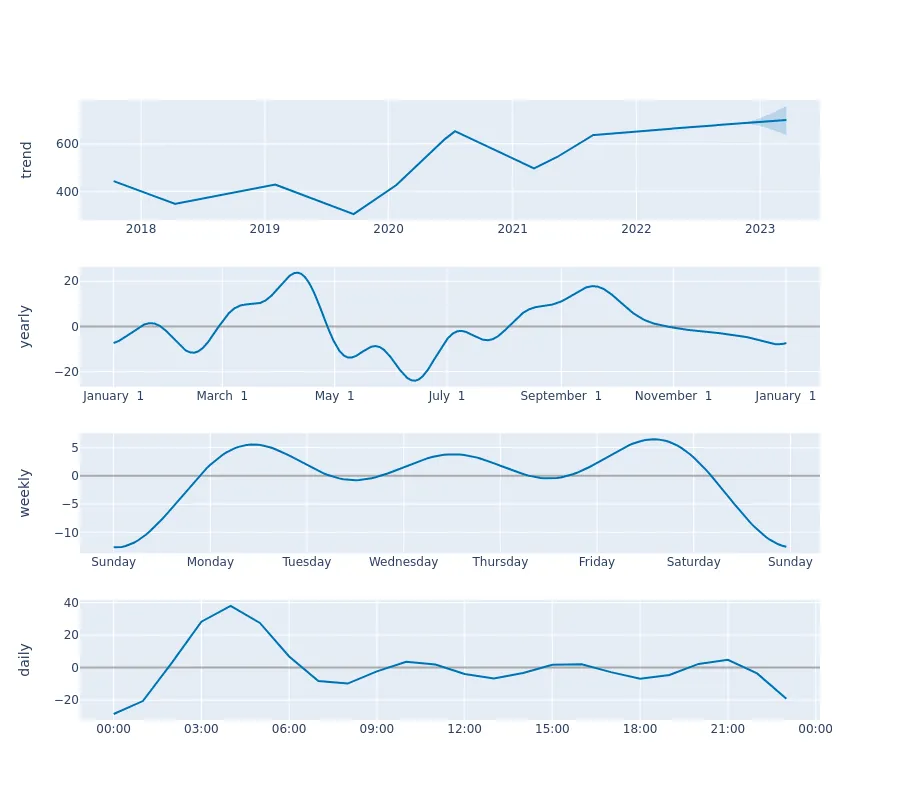 trend
600
400
2018 2019 2020 2021 2022 2023
yearly
20
0
−20
January 1 March 1 May 1 July 1 September 1 November 1 January 1
weekly
5
0
−5
−10
Sunday Monday Tuesday Wednesday Thursday Friday Saturday Sunday
daily
40
20
0
−20
00:00 03:00 06:00 09:00 12:00 15:00 18:00 21:00 00:00